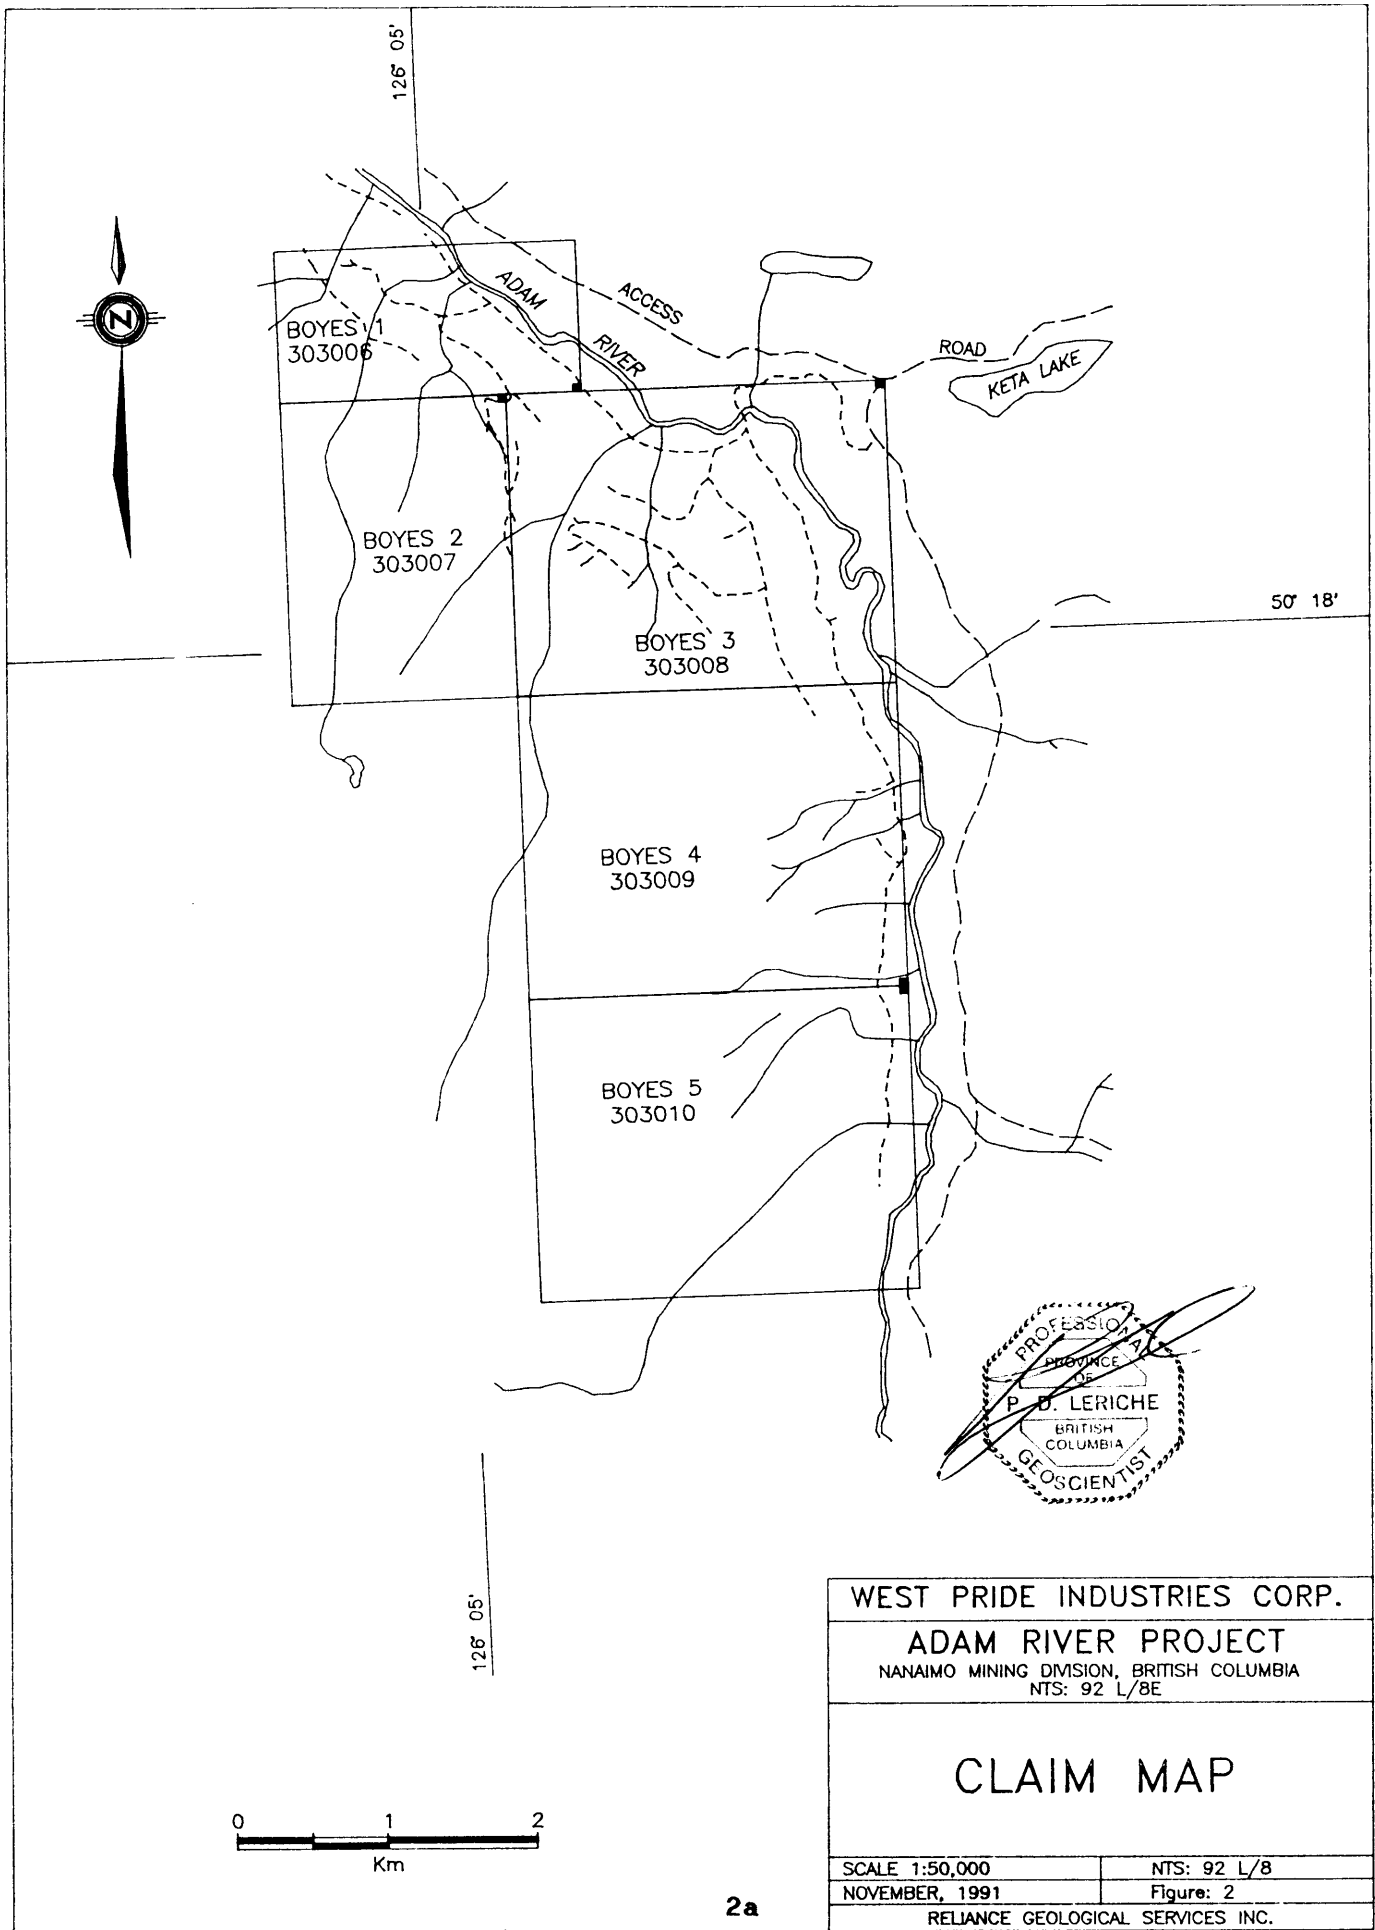 126° 05'
ADAM
RIVER
ACCESS
ROAD
KETA LAKE
N
BOYES 1
303006
BOYES 2
303007
50° 18'
BOYES 3
303008
BOYES 4
303009
BOYES 5
303010
PROFESSIONAL
PROVINCE
OF
P. D. LERICHE
BRITISH
COLUMBIA
GEOSCIENTIST
126° 05'
WEST PRIDE INDUSTRIES CORP.
ADAM RIVER PROJECT
NANAIMO MINING DIVISION, BRITISH COLUMBIA
NTS: 92 L/8E
CLAIM MAP
0 1 2
Km
SCALE 1:50,000 NTS: 92 L/8
NOVEMBER, 1991 Figure: 2
RELIANCE GEOLOGICAL SERVICES INC.
2a